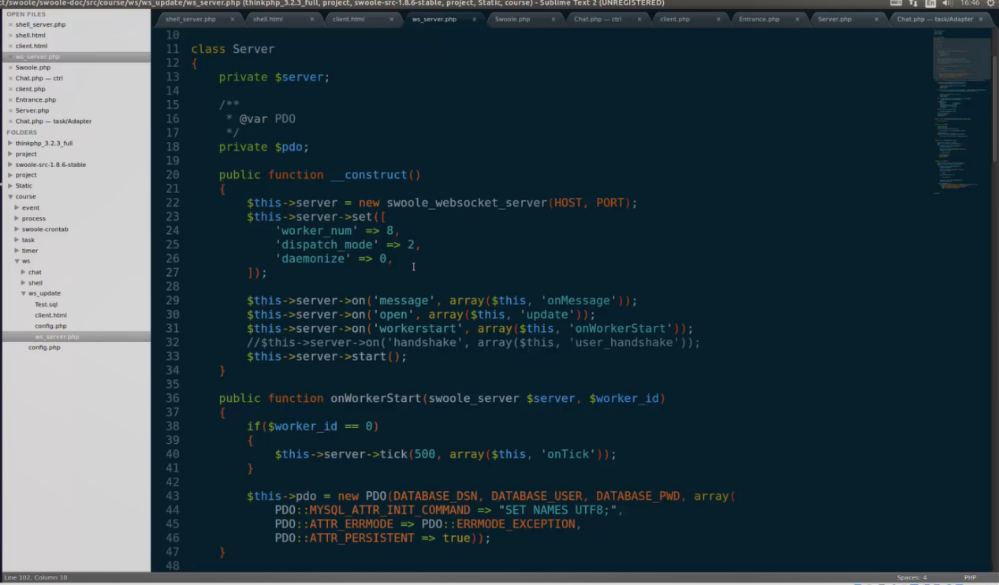 ct/swoole/swoole-doc/src/course/ws/ws_update/ws_server.php (thinkphp_3.2.3_full, project, swoole-src-1.8.6-stable, project, Static, course) - Sublime Text 2 (UNREGISTERED)
En
16:46
OPEN FILES
shell_server.php
shell.html
client.html
ws_server.php
Swoole.php
Chat.php — ctrl
client.php
Entrance.php
Server.php
Chat.php — task/Adapter
FOLDERS
thinkphp_3.2.3_full
project
swoole-src-1.8.6-stable
project
Static
course
event
process
swoole-crontab
task
timer
ws
chat
shell
ws_update
Test.sql
client.html
config.php
ws_server.php
config.php
shell_server.php × shell.html × client.html × ws_server.php × Swoole.php × Chat.php — ctrl × client.php × Entrance.php × Server.php × Chat.php — task/Adapter ×
10
11 class Server
12 {
13 private $server;
14
15 /**
16 * @var PDO
17 */
18 private $pdo;
19
20 public function __construct()
21 {
22 $this->server = new swoole_websocket_server(HOST, PORT);
23 $this->server->set([
24 'worker_num' => 8,
25 'dispatch_mode' => 2,
26 'daemonize' => 0,
27 ]);
28
29 $this->server->on('message', array($this, 'onMessage'));
30 $this->server->on('open', array($this, 'update'));
31 $this->server->on('workerstart', array($this, 'onWorkerStart'));
32 //$this->server->on('handshake', array($this, 'user_handshake'));
33 $this->server->start();
34 }
35
36 public function onWorkerStart(swoole_server $server, $worker_id)
37 {
38 if($worker_id == 0)
39 {
40 $this->server->tick(500, array($this, 'onTick'));
41 }
42
43 $this->pdo = new PDO(DATABASE_DSN, DATABASE_USER, DATABASE_PWD, array(
44 PDO::MYSQL_ATTR_INIT_COMMAND => "SET NAMES UTF8;",
45 PDO::ATTR_ERRMODE => PDO::ERRMODE_EXCEPTION,
46 PDO::ATTR_PERSISTENT => true));
47 }
48
Line 102, Column 10
Spaces: 4
PHP